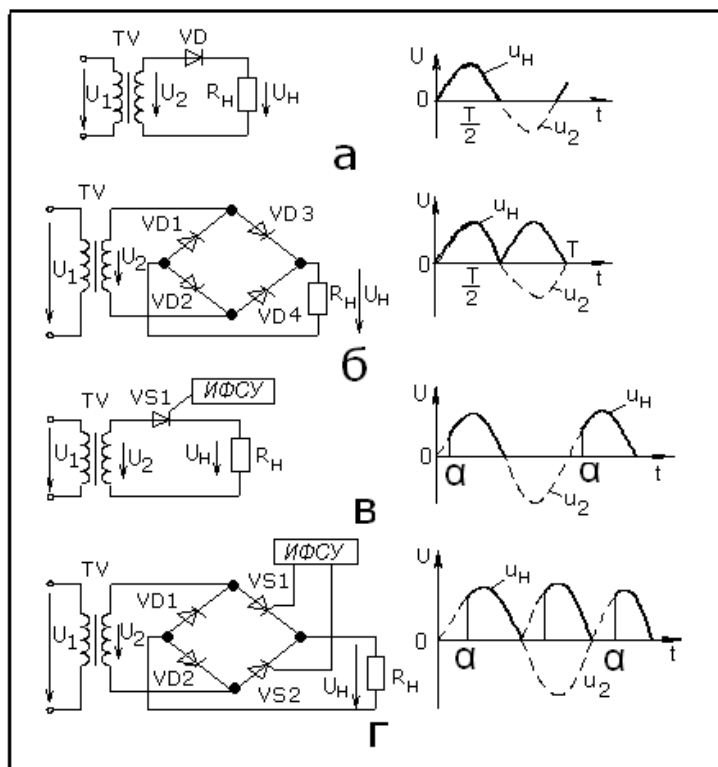 TV VD
U₁ U₂ Rн Uн
U uн
0 T/2 u₂ t
а
TV VD1 VD3
U₁ U₂ VD2 VD4 Rн Uн
U uн
0 T/2 T u₂ t
б
TV VS1 ИФСУ
U₁ U₂ Uн Rн
U uн
0 α α u₂ t
в
ИФСУ
TV VD1 VS1
U₁ U₂ VD2 VS2 Uн Rн
U uн
0 α α u₂ t
г